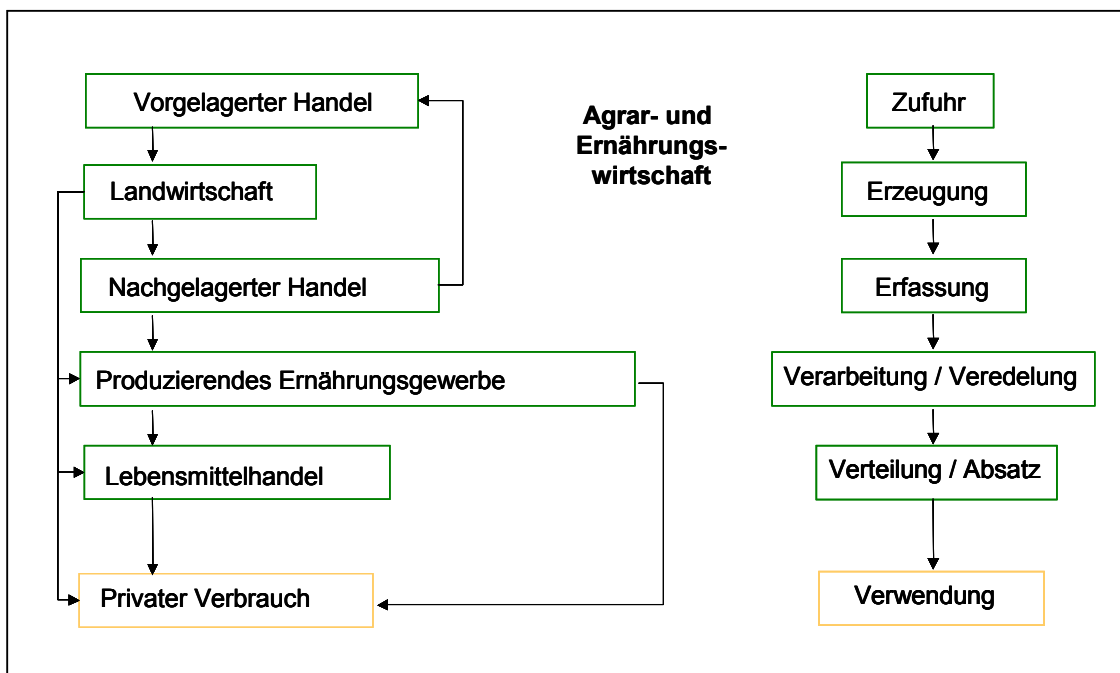 Vorgelagerter Handel
Landwirtschaft
Nachgelagerter Handel
Produzierendes Ernährungsgewerbe
Lebensmittelhandel
Privater Verbrauch
Agrar- und
Ernährungs-
wirtschaft
Zufuhr
Erzeugung
Erfassung
Verarbeitung / Veredelung
Verteilung / Absatz
Verwendung